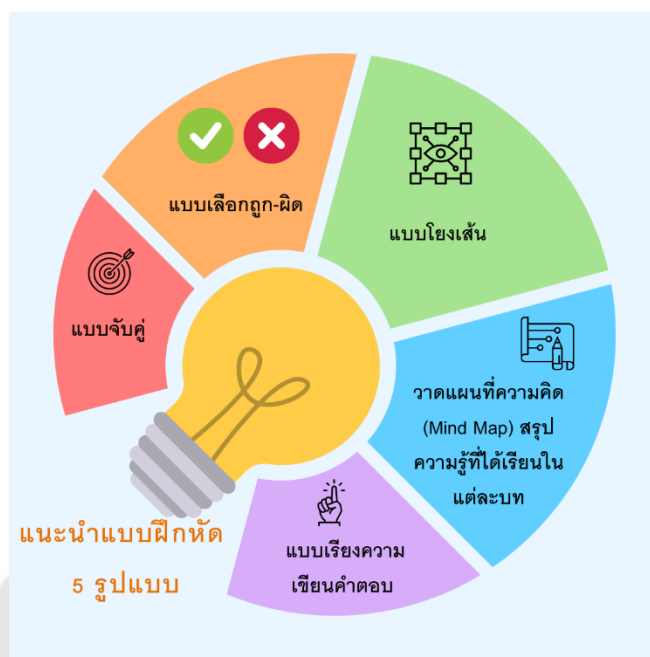 แบบเลือกถูก-ผิด
แบบโยงเส้น
แบบจับคู่
วาดแผนที่ความคิด
(Mind Map) สรุป
ความรู้ที่ได้เรียนใน
แต่ละบท
แบบเรียงความ
เขียนคำตอบ
แนะนำแบบฝึกหัด
5 รูปแบบ